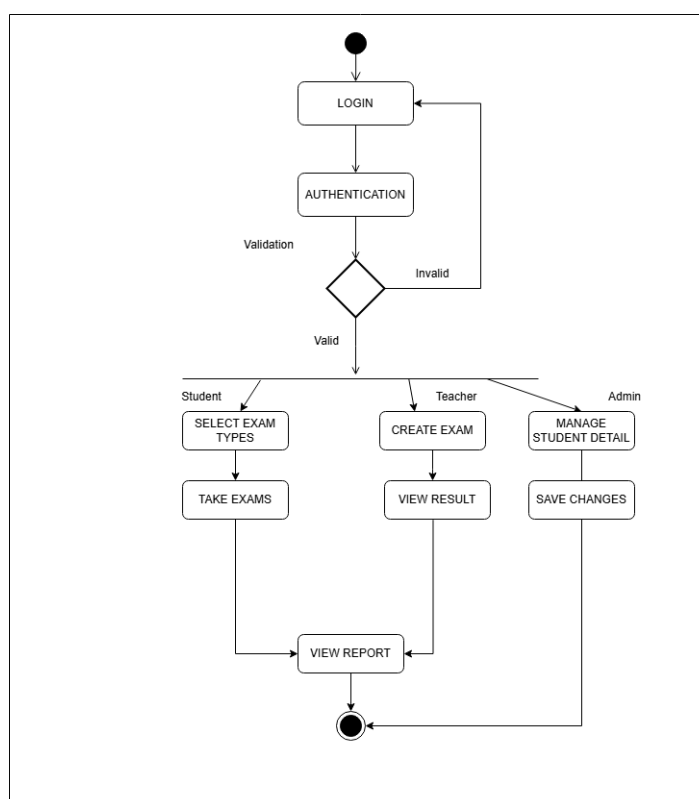 LOGIN
AUTHENTICATION
Validation
Invalid
Valid
Student
Teacher
Admin
SELECT EXAM
TYPES
CREATE EXAM
MANAGE
STUDENT DETAIL
TAKE EXAMS
VIEW RESULT
SAVE CHANGES
VIEW REPORT